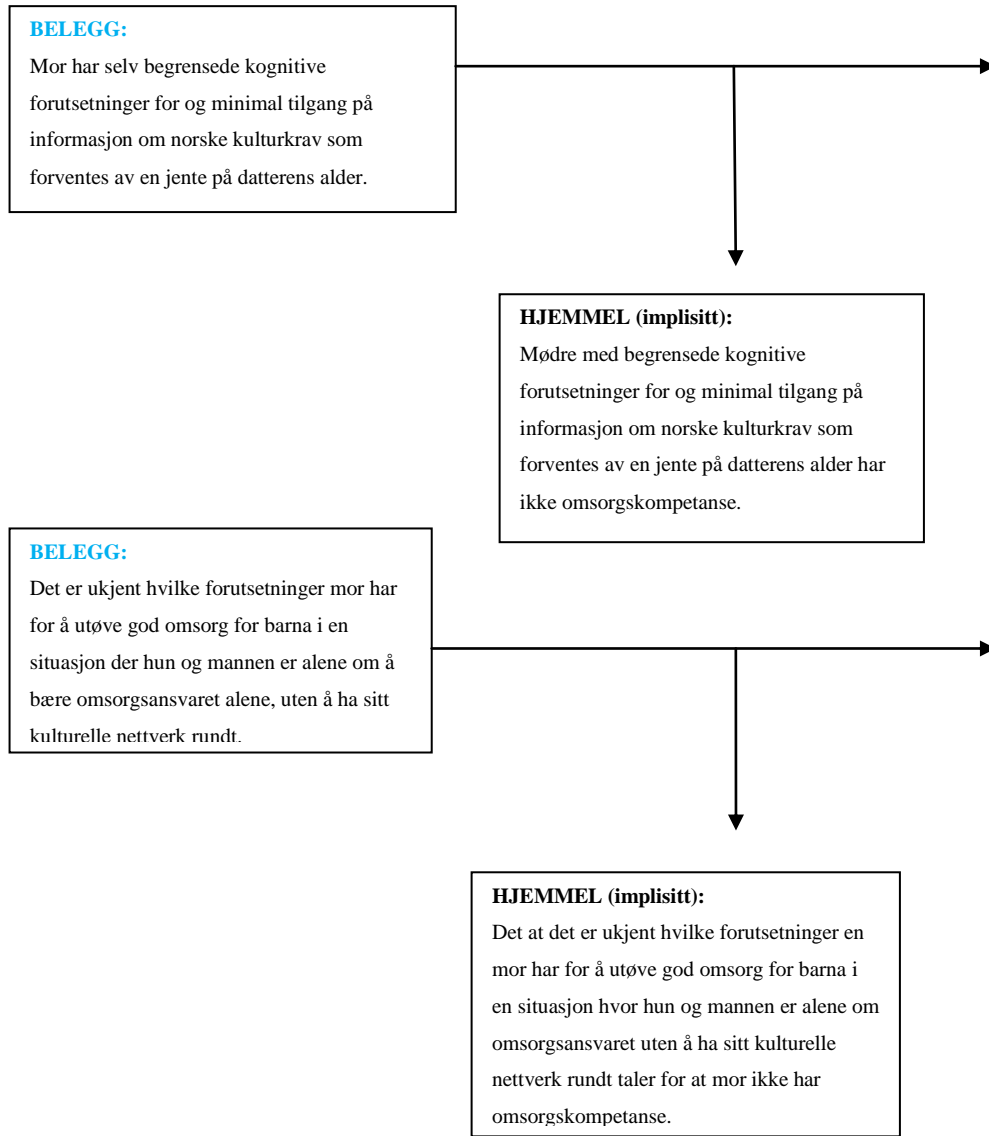 BELEGG:
Mor har selv begrensede kognitive
forutsetninger for og minimal tilgang på
informasjon om norske kulturkrav som
forventes av en jente på datterens alder.
HJEMMEL (implisitt):
Mødre med begrensede kognitive
forutsetninger for og minimal tilgang på
informasjon om norske kulturkrav som
forventes av en jente på datterens alder har
ikke omsorgskompetanse.
BELEGG:
Det er ukjent hvilke forutsetninger mor har
for å utøve god omsorg for barna i en
situasjon der hun og mannen er alene om å
bære omsorgsansvaret alene, uten å ha sitt
kulturelle nettverk rundt.
HJEMMEL (implisitt):
Det at det er ukjent hvilke forutsetninger en
mor har for å utøve god omsorg for barna i
en situasjon hvor hun og mannen er alene om
omsorgsansvaret uten å ha sitt kulturelle
nettverk rundt taler for at mor ikke har
omsorgskompetanse.